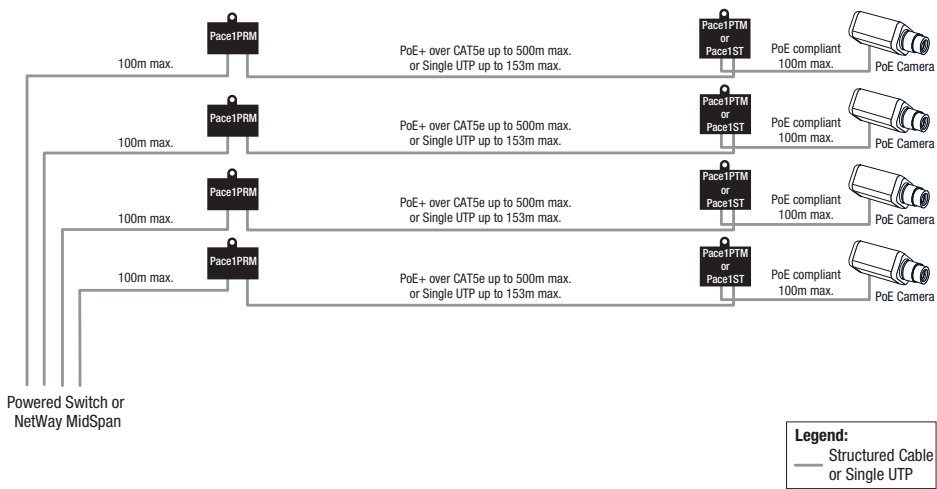 Pace1PRM
100m max.
PoE+ over CAT5e up to 500m max.
or Single UTP up to 153m max.
Pace1PTM
or
Pace1ST
PoE compliant
100m max.
PoE Camera
Pace1PRM
100m max.
PoE+ over CAT5e up to 500m max.
or Single UTP up to 153m max.
Pace1PTM
or
Pace1ST
PoE compliant
100m max.
PoE Camera
Pace1PRM
100m max.
PoE+ over CAT5e up to 500m max.
or Single UTP up to 153m max.
Pace1PTM
or
Pace1ST
PoE compliant
100m max.
PoE Camera
Pace1PRM
100m max.
PoE+ over CAT5e up to 500m max.
or Single UTP up to 153m max.
Pace1PTM
or
Pace1ST
PoE compliant
100m max.
PoE Camera
Powered Switch or
NetWay MidSpan
Legend:
Structured Cable
or Single UTP